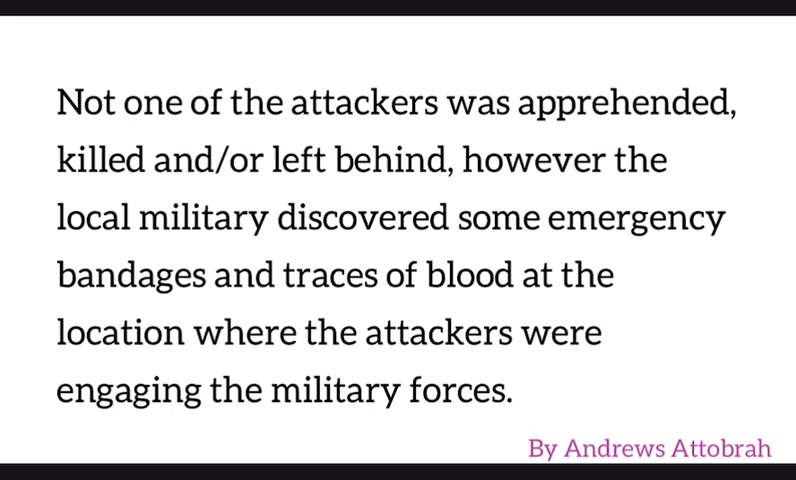 Not one of the attackers was apprehended,
killed and/or left behind, however the
local military discovered some emergency
bandages and traces of blood at the
location where the attackers were
engaging the military forces.
By Andrews Attobrah